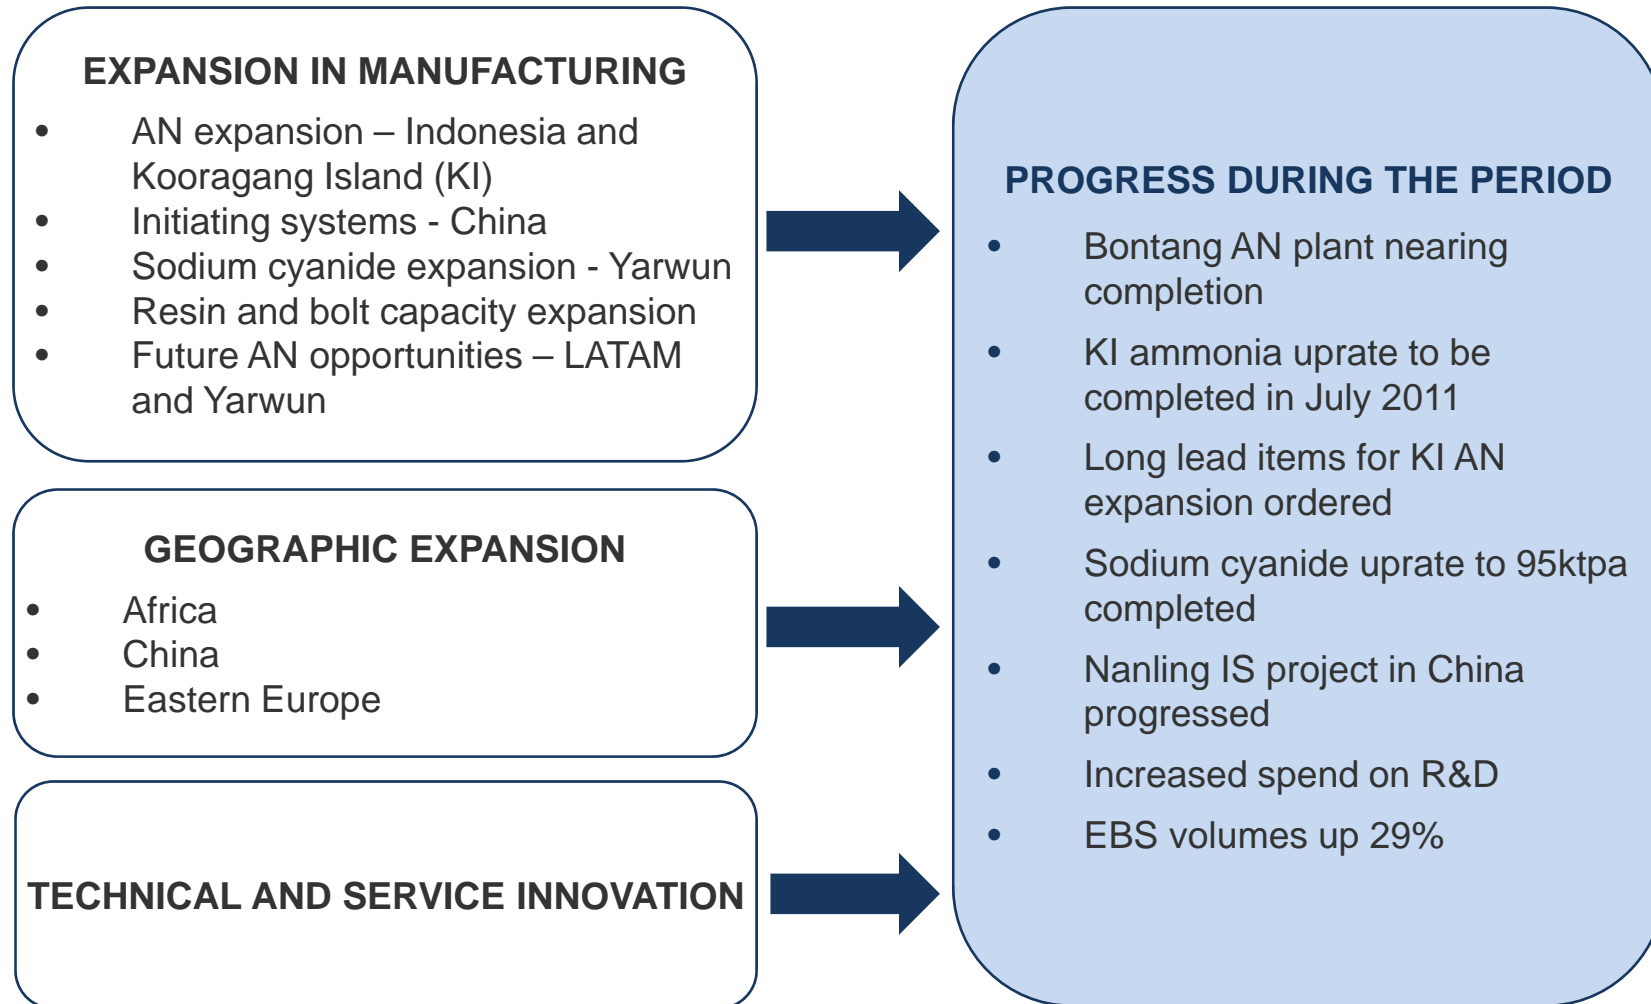 EXPANSION IN MANUFACTURING
• AN expansion – Indonesia and
Kooragang Island (KI)
• Initiating systems - China
• Sodium cyanide expansion - Yarwun
• Resin and bolt capacity expansion
• Future AN opportunities – LATAM
and Yarwun
GEOGRAPHIC EXPANSION
• Africa
• China
• Eastern Europe
TECHNICAL AND SERVICE INNOVATION
PROGRESS DURING THE PERIOD
• Bontang AN plant nearing
completion
• KI ammonia uprate to be
completed in July 2011
• Long lead items for KI AN
expansion ordered
• Sodium cyanide uprate to 95ktpa
completed
• Nanling IS project in China
progressed
• Increased spend on R&D
• EBS volumes up 29%